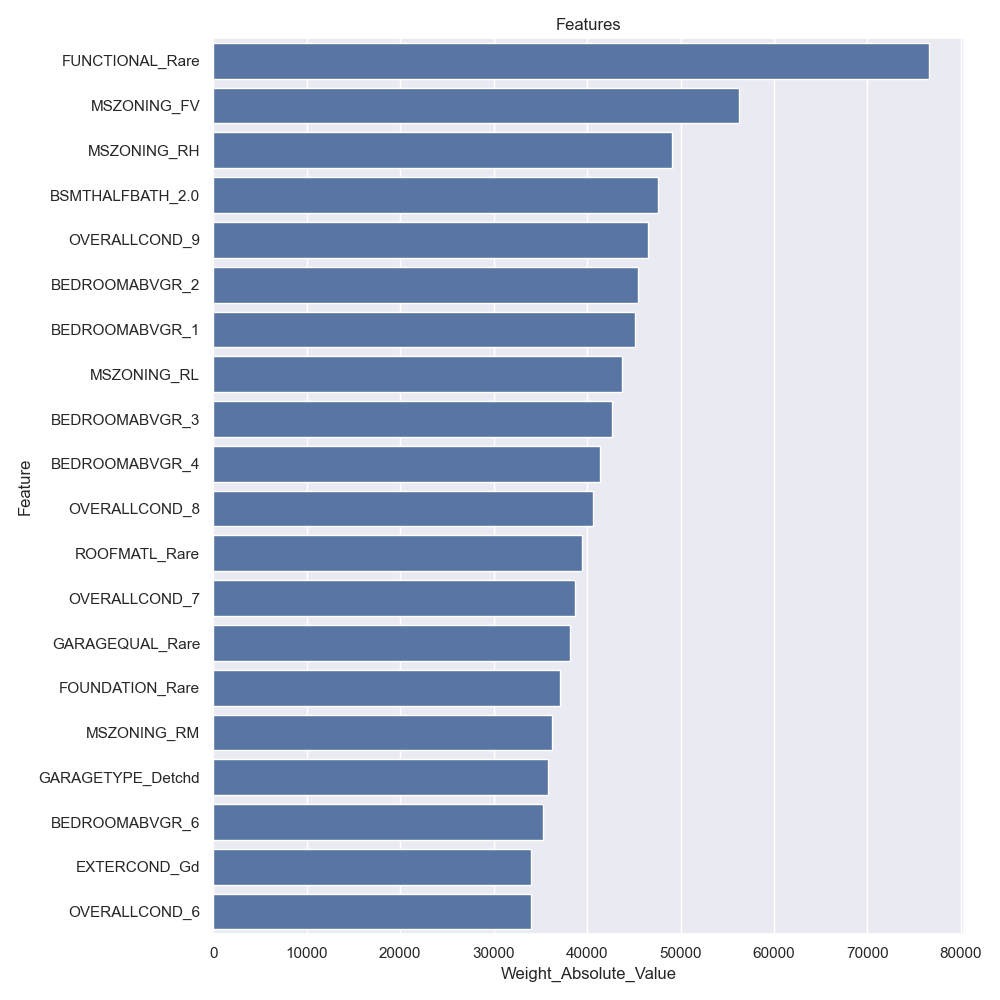 Features
FUNCTIONAL_Rare
MSZONING_FV
MSZONING_RH
BSMTHALFBATH_2.0
OVERALLCOND_9
BEDROOMABVGR_2
BEDROOMABVGR_1
MSZONING_RL
BEDROOMABVGR_3
BEDROOMABVGR_4
OVERALLCOND_8
ROOFMATL_Rare
OVERALLCOND_7
GARAGEQUAL_Rare
FOUNDATION_Rare
MSZONING_RM
GARAGETYPE_Detchd
BEDROOMABVGR_6
EXTERCOND_Gd
OVERALLCOND_6
Feature
0 10000 20000 30000 40000 50000 60000 70000 80000
Weight_Absolute_Value